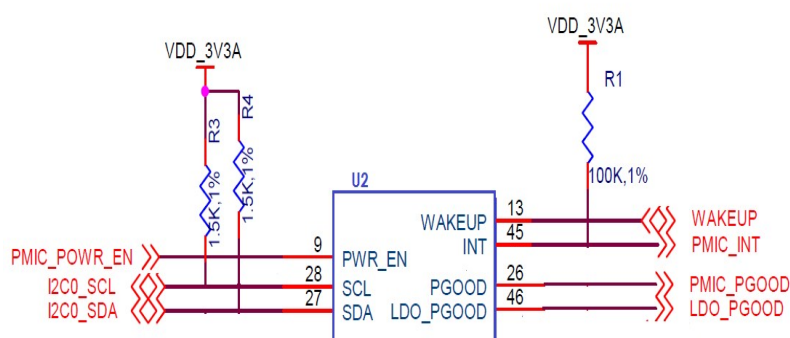 VDD_3V3A
VDD_3V3A
R1
R3
1.5K,1%
R4
1.5K,1%
100K,1%
U2
WAKEUP 13 WAKEUP
INT 45 PMIC_INT
PMIC_POWR_EN 9 PWR_EN
I2C0_SCL 28 SCL PGOOD 26 PMIC_PGOOD
I2C0_SDA 27 SDA LDO_PGOOD 46 LDO_PGOOD